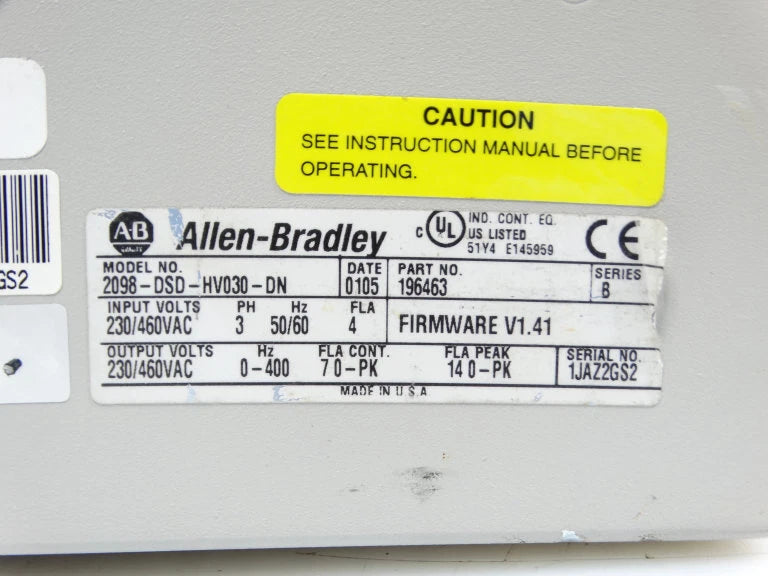 CAUTION
SEE INSTRUCTION MANUAL BEFORE
OPERATING.
GS2
AB
Allen-Bradley
C UL
IND. CONT. EQ.
US LISTED
51Y4 E145959
CE
MODEL NO.
2098-DSD-HV030-DN
DATE
0105
PART NO.
196463
SERIES
B
INPUT VOLTS PH Hz FLA
230/460VAC 3 50/60 4
FIRMWARE V1.41
OUTPUT VOLTS Hz FLA CONT. FLA PEAK
230/460VAC 0-400 7 0-PK 14 0-PK
SERIAL NO.
1JAZ2GS2
MADE IN U.S.A